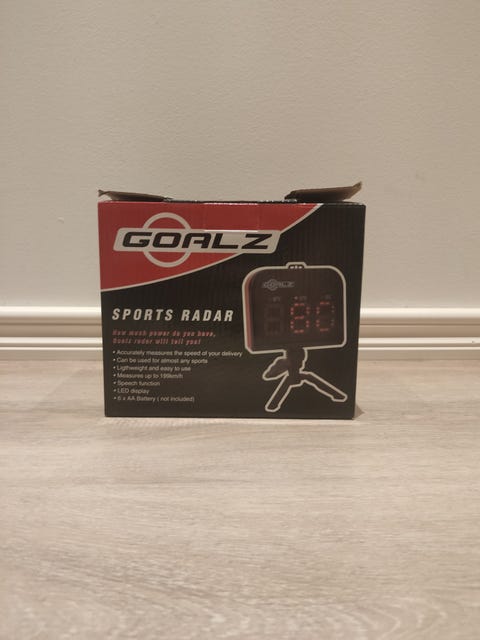 GOALZ
SPORTS RADAR
How much power do you have,
Goalz radar will tell you!
• Accurately measures the speed of your delivery
• Can be used for almost any sports
• Ligthweight and easy to use
• Measures up to 199km/h
• Speech function
• LED display
• 6 x AA Battery ( not included)
GOALZ